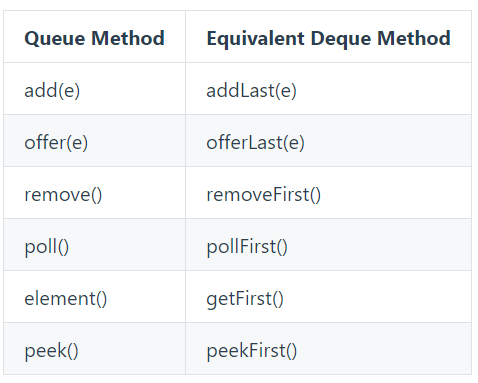 Queue Method Equivalent Deque Method
add(e) addLast(e)
offer(e) offerLast(e)
remove() removeFirst()
poll() pollFirst()
element() getFirst()
peek() peekFirst()